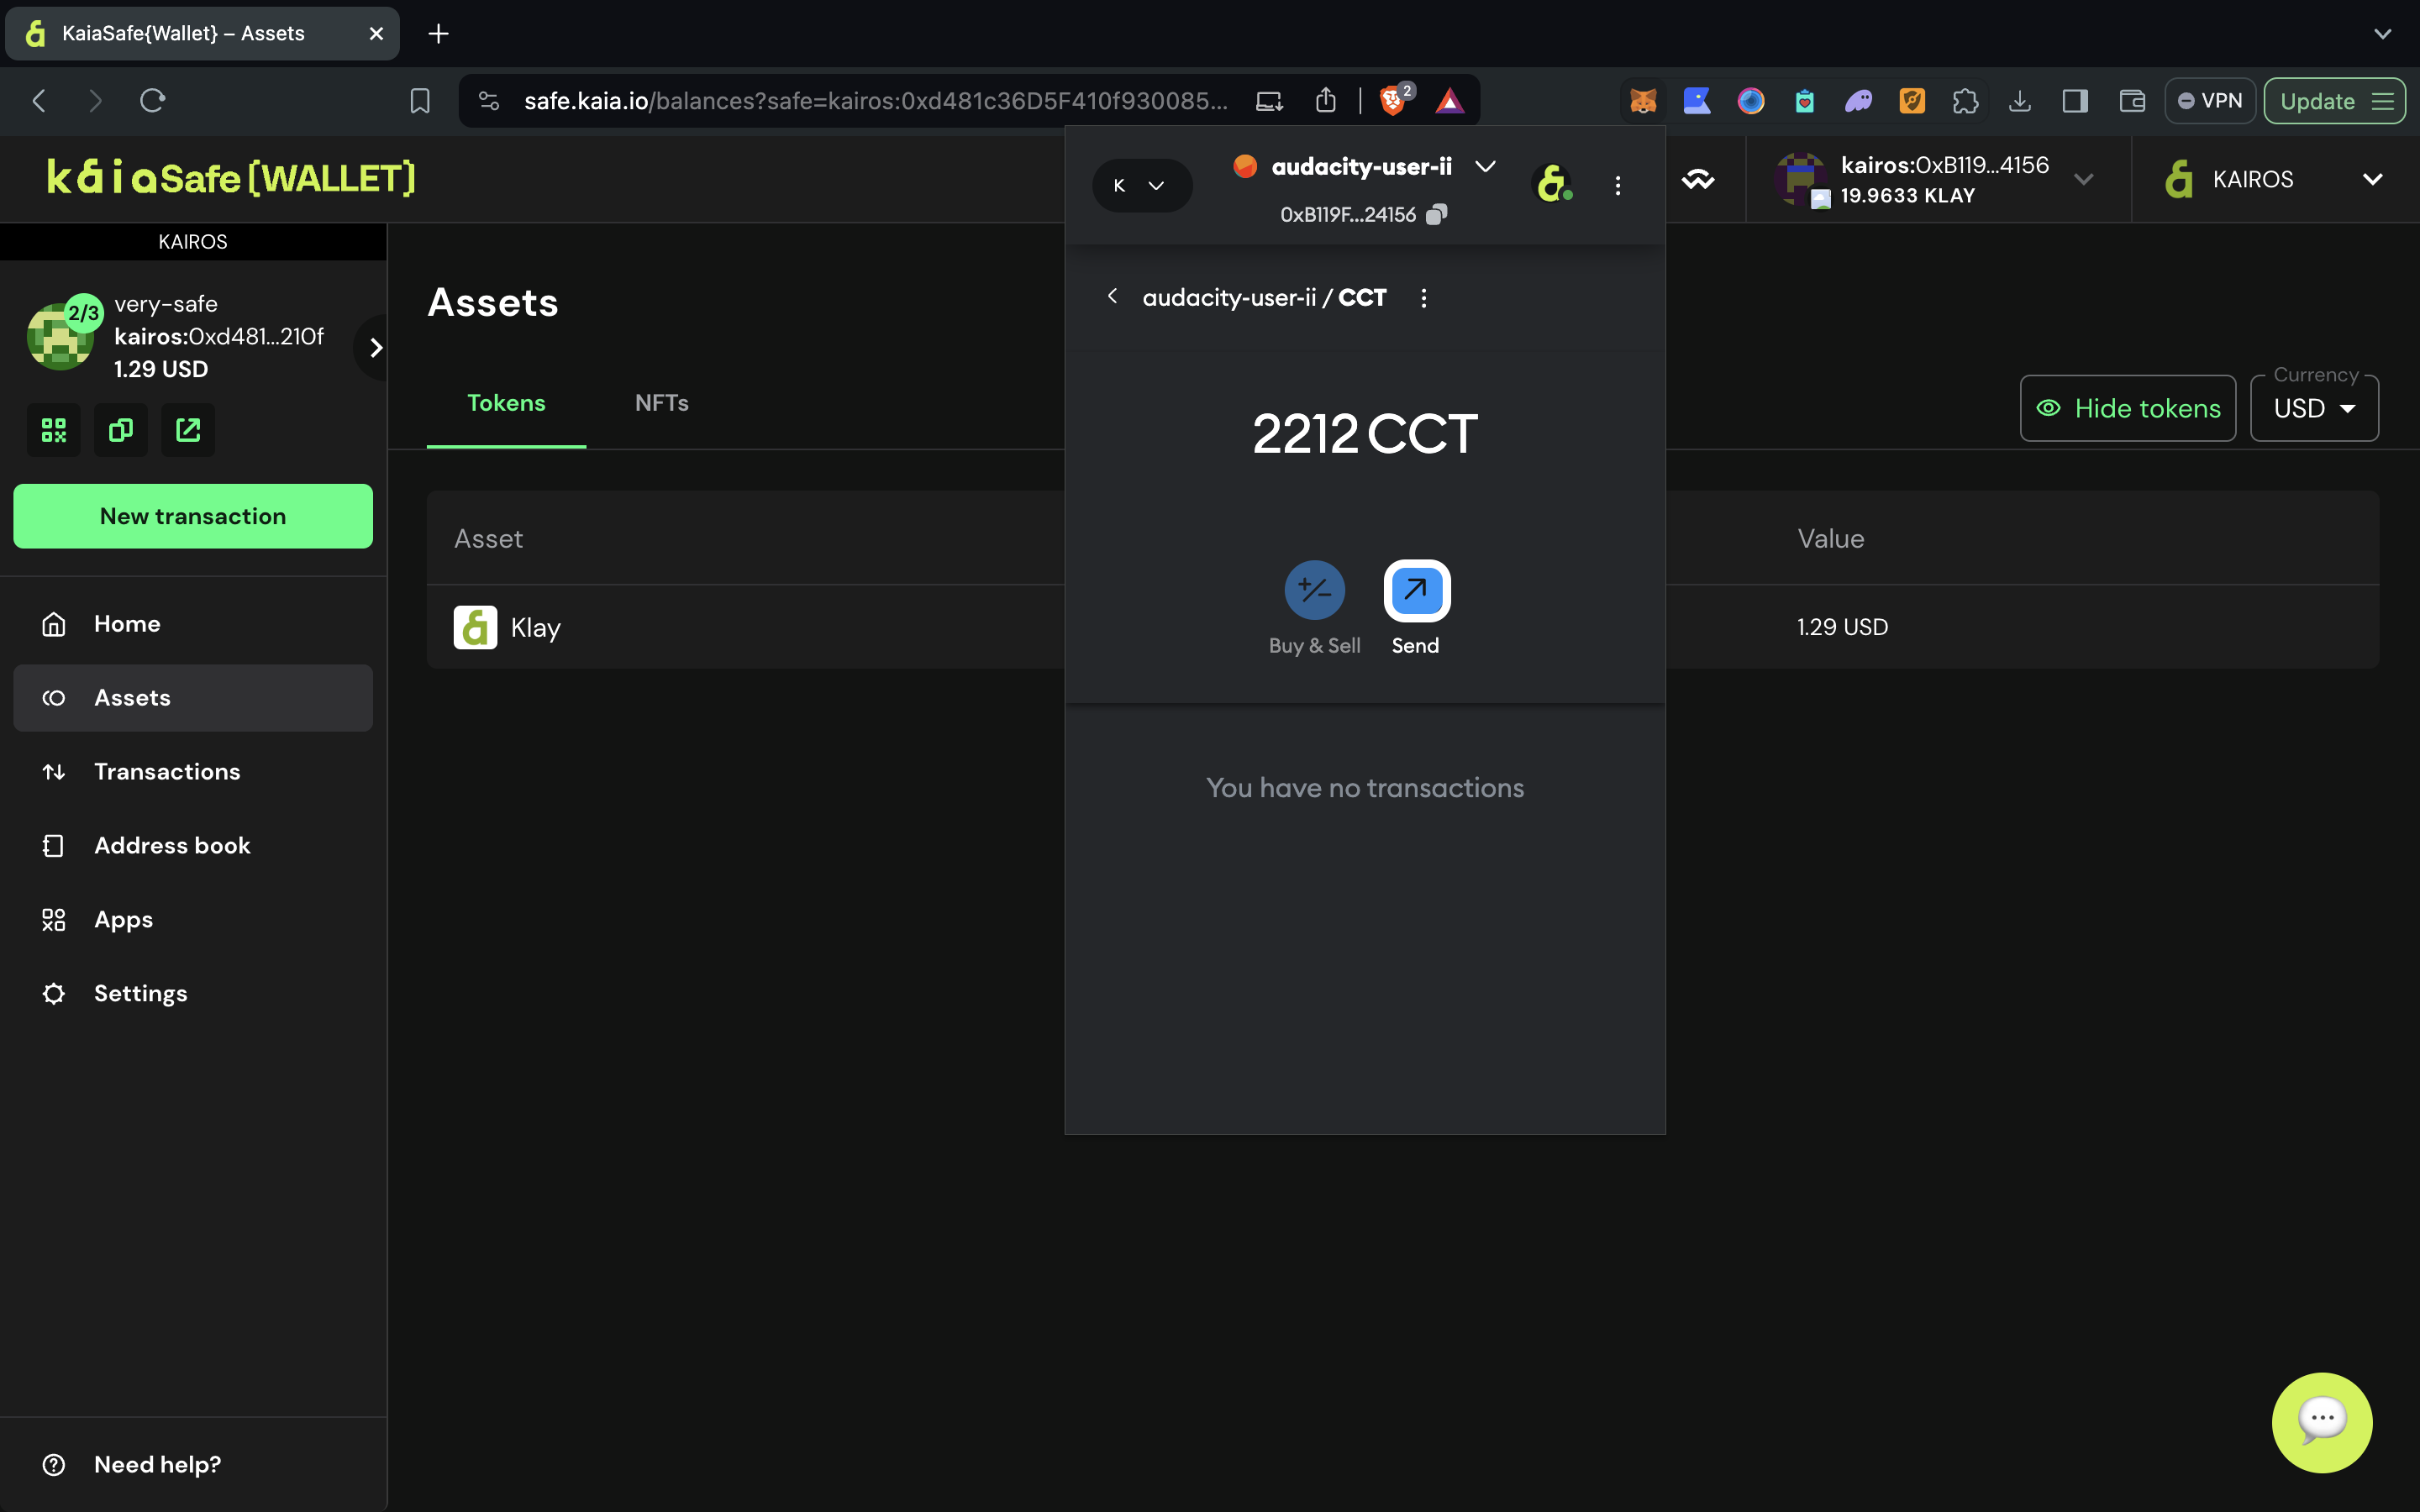 KaiaSafe{Wallet} – Assets
safe.kaia.io/balances?safe=kairos:0xd481c36D5F410f930085...
2
VPN
Update
kaiaSafe[WALLET]
K
audacity-user-ii
0xB119F...24156
kairos:0xB119...4156
19.9633 KLAY
KAIROS
KAIROS
2/3
very-safe
kairos:0xd481...210f
1.29 USD
New transaction
Home
Assets
Transactions
Address book
Apps
Settings
Need help?
Assets
Tokens
NFTs
Hide tokens
Currency
USD
Asset
Value
Klay
1.29 USD
audacity-user-ii / CCT
2212 CCT
Buy & Sell
Send
You have no transactions